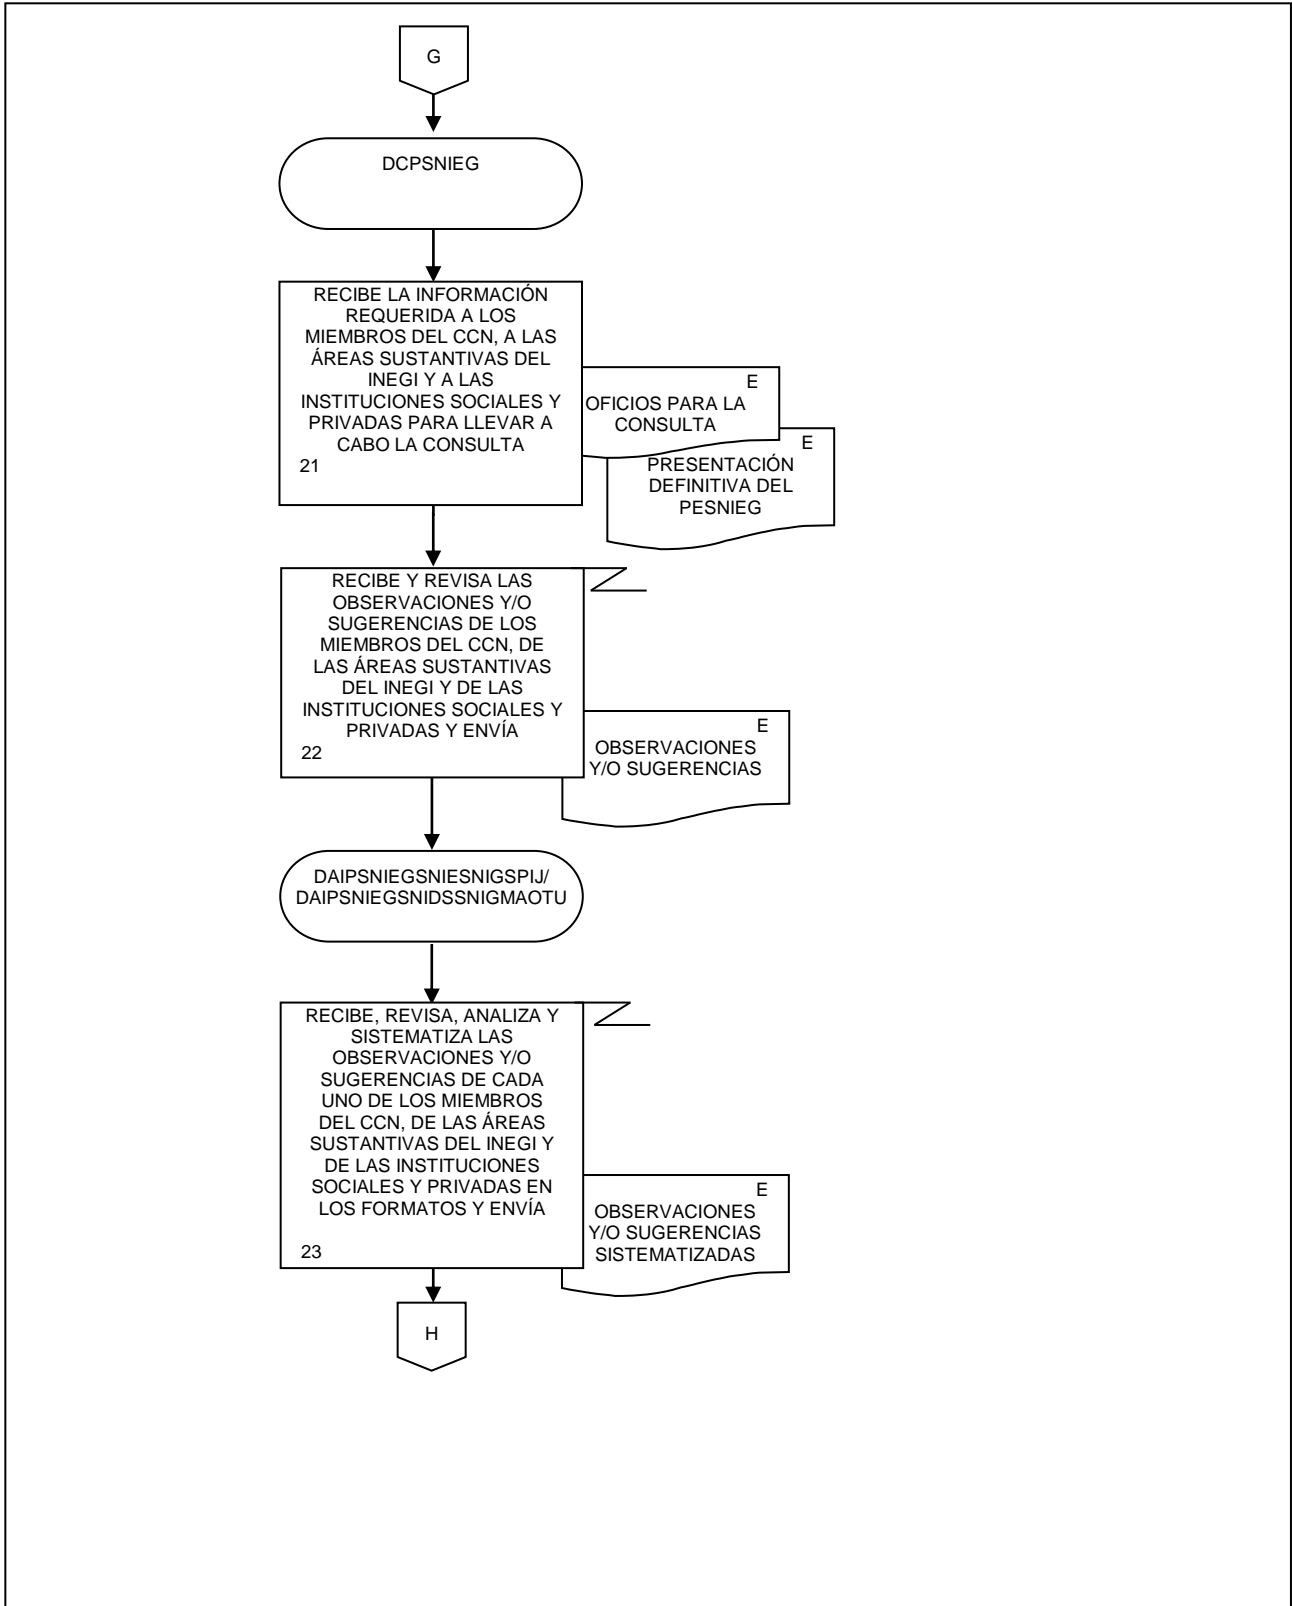 G
DCPSNIEG
RECIBE LA INFORMACIÓN
REQUERIDA A LOS
MIEMBROS DEL CCN, A LAS
ÁREAS SUSTANTIVAS DEL
INEGI Y A LAS
INSTITUCIONES SOCIALES Y
PRIVADAS PARA LLEVAR A
CABO LA CONSULTA
21
E
OFICIOS PARA LA
CONSULTA
E
PRESENTACIÓN
DEFINITIVA DEL
PESNIEG
RECIBE Y REVISA LAS
OBSERVACIONES Y/O
SUGERENCIAS DE LOS
MIEMBROS DEL CCN, DE
LAS ÁREAS SUSTANTIVAS
DEL INEGI Y DE LAS
INSTITUCIONES SOCIALES Y
PRIVADAS Y ENVÍA
22
E
OBSERVACIONES
Y/O SUGERENCIAS
DAIPSNIEGSNIESNIGSPIJ/
DAIPSNIEGSNIDSSNIGMAOTU
RECIBE, REVISA, ANALIZA Y
SISTEMATIZA LAS
OBSERVACIONES Y/O
SUGERENCIAS DE CADA
UNO DE LOS MIEMBROS
DEL CCN, DE LAS ÁREAS
SUSTANTIVAS DEL INEGI Y
DE LAS INSTITUCIONES
SOCIALES Y PRIVADAS EN
LOS FORMATOS Y ENVÍA
23
E
OBSERVACIONES
Y/O SUGERENCIAS
SISTEMATIZADAS
H